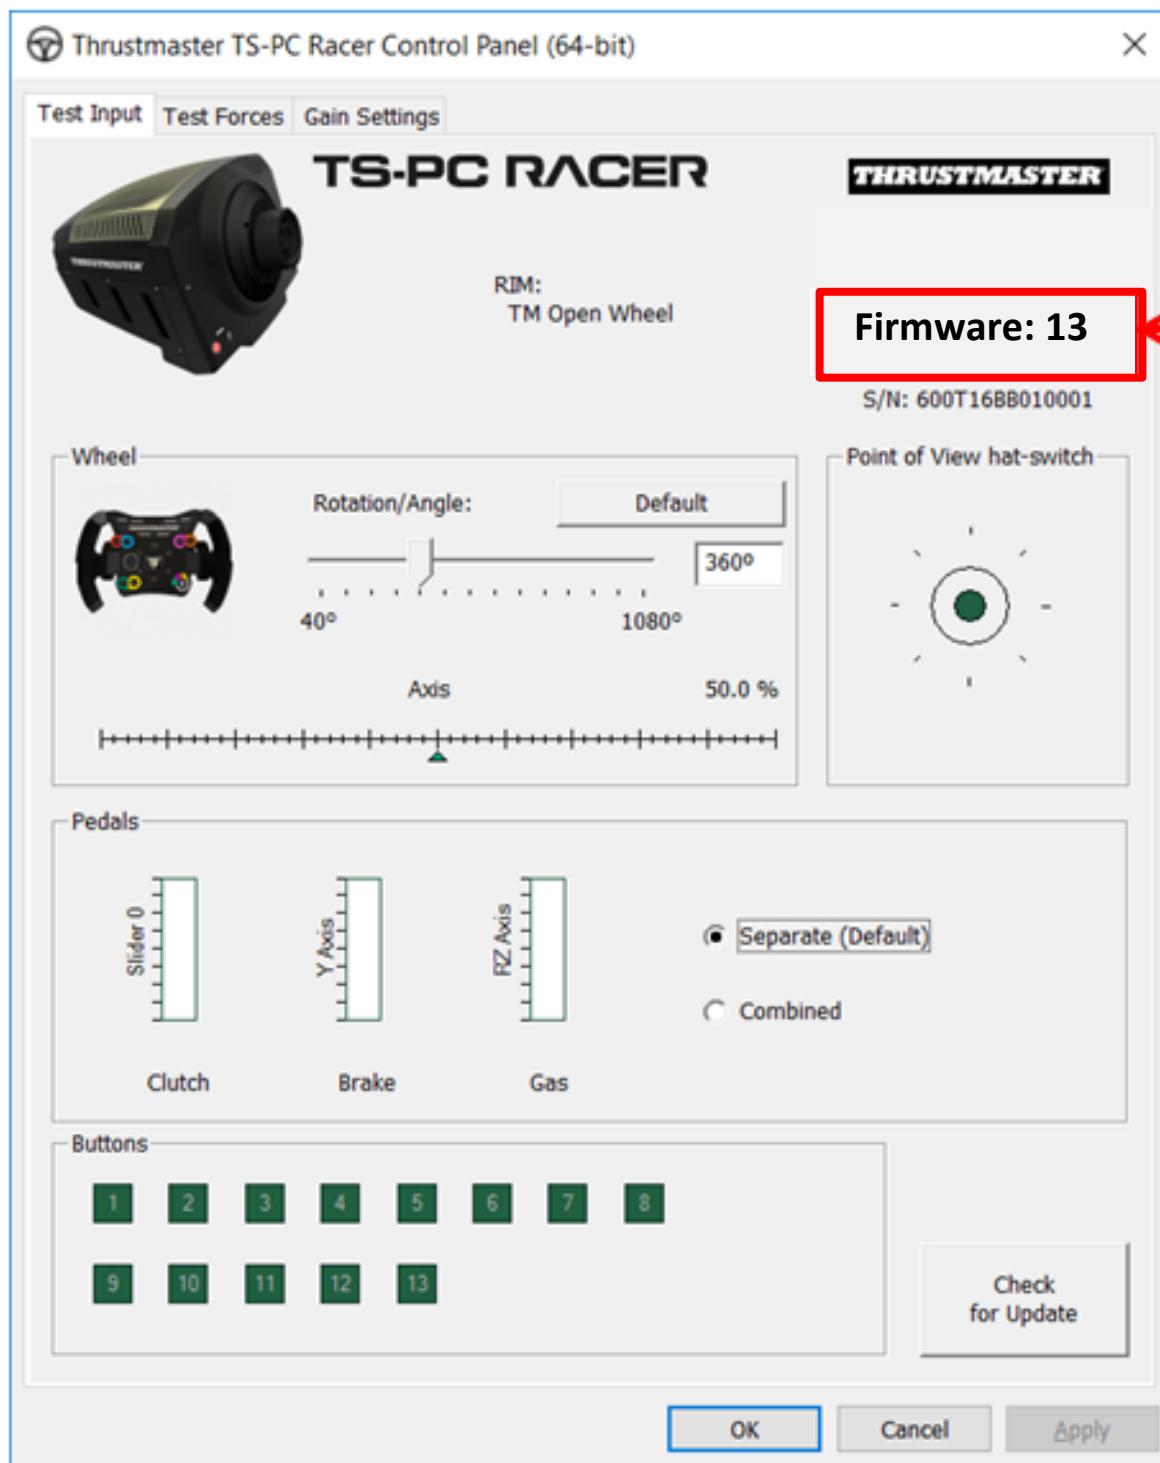 Thrustmaster TS-PC Racer Control Panel (64-bit)
Test Input Test Forces Gain Settings
TS-PC RACER
THRUSTMASTER
THRUSTMASTER
RIM:
TM Open Wheel
Firmware: 13
S/N: 600T16BB010001
Wheel
Rotation/Angle:
Default
360º
40º 1080º
Axis 50.0 %
Point of View hat-switch
Pedals
Slider 0
Y Axis
RZ Axis
Clutch Brake Gas
Separate (Default)
Combined
Buttons
1 2 3 4 5 6 7 8
9 10 11 12 13
Check
for Update
OK Cancel Apply